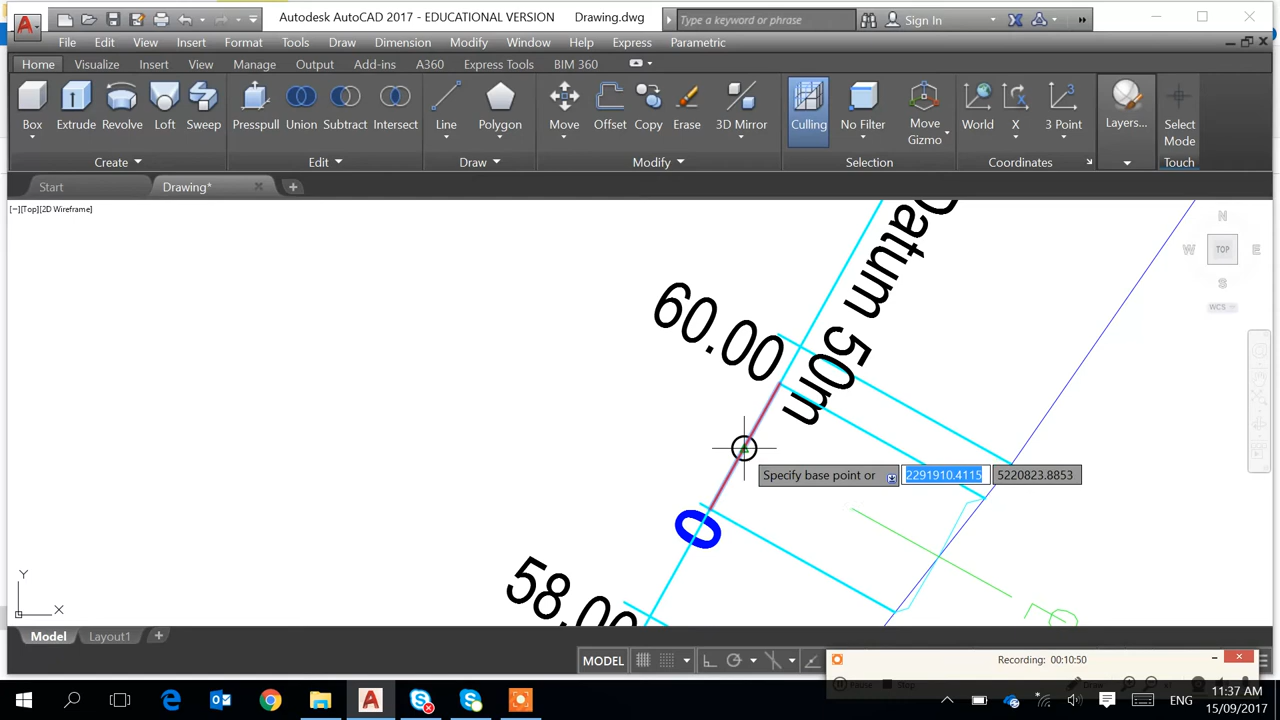 Autodesk AutoCAD 2017 - EDUCATIONAL VERSION Drawing.dwg
Type a keyword or phrase
Sign In
File Edit View Insert Format Tools Draw Dimension Modify Window Help Express Parametric
Home Visualize Insert View Manage Output Add-ins A360 Express Tools BIM 360
Box Extrude Revolve Loft Sweep Presspull Union Subtract Intersect Line Polygon Move Offset Copy Erase 3D Mirror Culling No Filter Move Gizmo World X 3 Point Layers... Select Mode
Create Edit Draw Modify Selection Coordinates Touch
Start Drawing*
[−][Top][2D Wireframe]
N
W TOP E
S
WCS
Datum 50m
60.00
Specify base point or 2291910.4115 5220823.8853
0
58.00
Y
X
Model Layout1
MODEL
Recording: 00:10:50
Pause Stop Draw
ENG
11:37 AM
15/09/2017